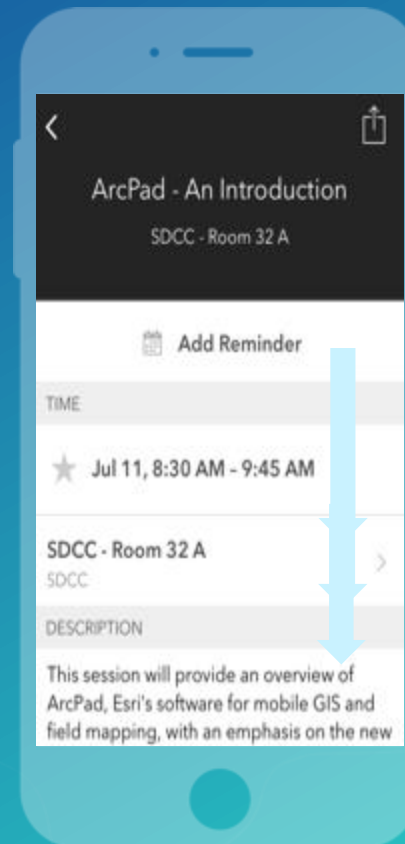 ArcPad - An Introduction
SDCC - Room 32 A
Add Reminder
TIME
Jul 11, 8:30 AM - 9:45 AM
SDCC - Room 32 A
SDCC
DESCRIPTION
This session will provide an overview of
ArcPad, Esri's software for mobile GIS and
field mapping, with an emphasis on the new